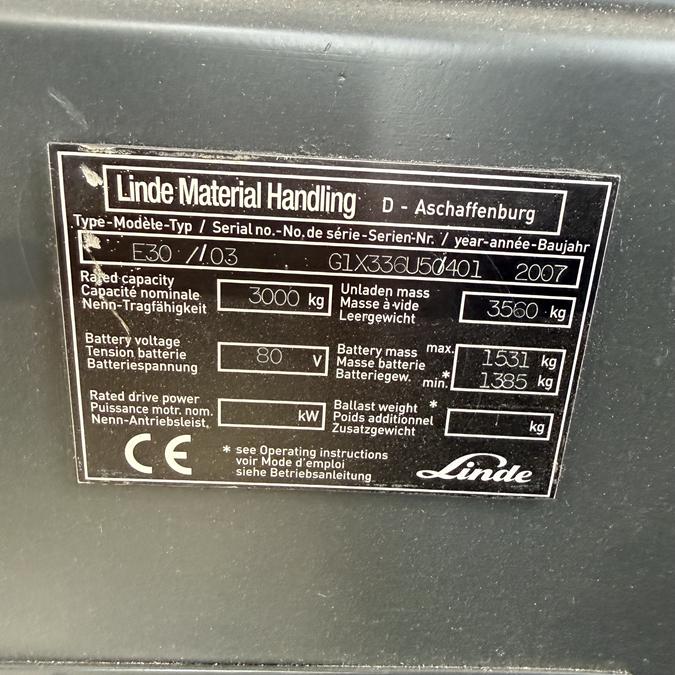 Linde Material Handling D - Aschaffenburg
Type-Modèle-Typ / Serial no.-No. de série-Serien-Nr. / year-année-Baujahr
E30 //03 G1X336U50401 2007
Rated capacity
Capacité nominale
Nenn-Tragfähigkeit
3000 kg
Unladen mass
Masse à vide
Leergewicht
3560 kg
Battery voltage
Tension batterie
Batteriespannung
80 V
Battery mass max.
Masse batterie *
Batteriegew. min.
1531 kg
1385 kg
Rated drive power
Puissance motr. nom.
Nenn-Antriebsleist.
kW
Ballast weight *
Poids additionnel
Zusatzgewicht
kg
CE
* see Operating instructions
voir Mode d'emploi
siehe Betriebsanleitung
Linde